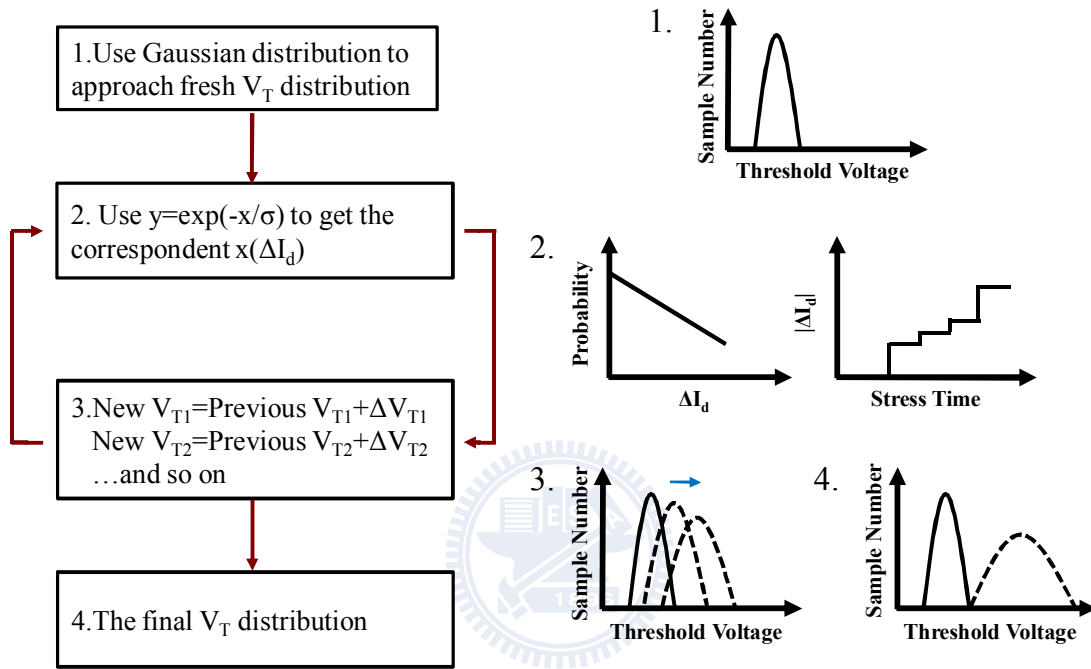 1.Use Gaussian distribution to
approach fresh V_T distribution
2. Use y=exp(-x/σ) to get the
correspondent x(ΔI_d)
3.New V_T1=Previous V_T1+ΔV_T1
New V_T2=Previous V_T2+ΔV_T2
…and so on
4.The final V_T distribution
1.
Sample Number
Threshold Voltage
2.
Probability
ΔI_d
|ΔI_d|
Stress Time
3.
Sample Number
Threshold Voltage
4.
Sample Number
Threshold Voltage
ESA
1896